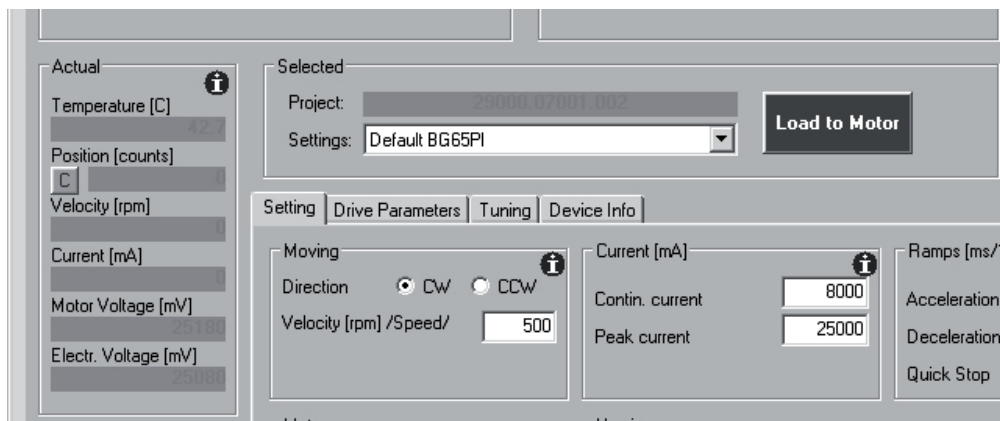 Actual
Temperature [C]
42.7
Position [counts]
C
0
Velocity [rpm]
0
Current [mA]
0
Motor Voltage [mV]
25180
Electr. Voltage [mV]
25080
Selected
Project:
29000.07001.002
Settings:
Default BG65PI
Load to Motor
Setting
Drive Parameters
Tuning
Device Info
Moving
Direction
CW
CCW
Velocity [rpm] /Speed/
500
Current [mA]
Contin. current
8000
Peak current
25000
Ramps [ms/
Acceleration
Deceleration
Quick Stop